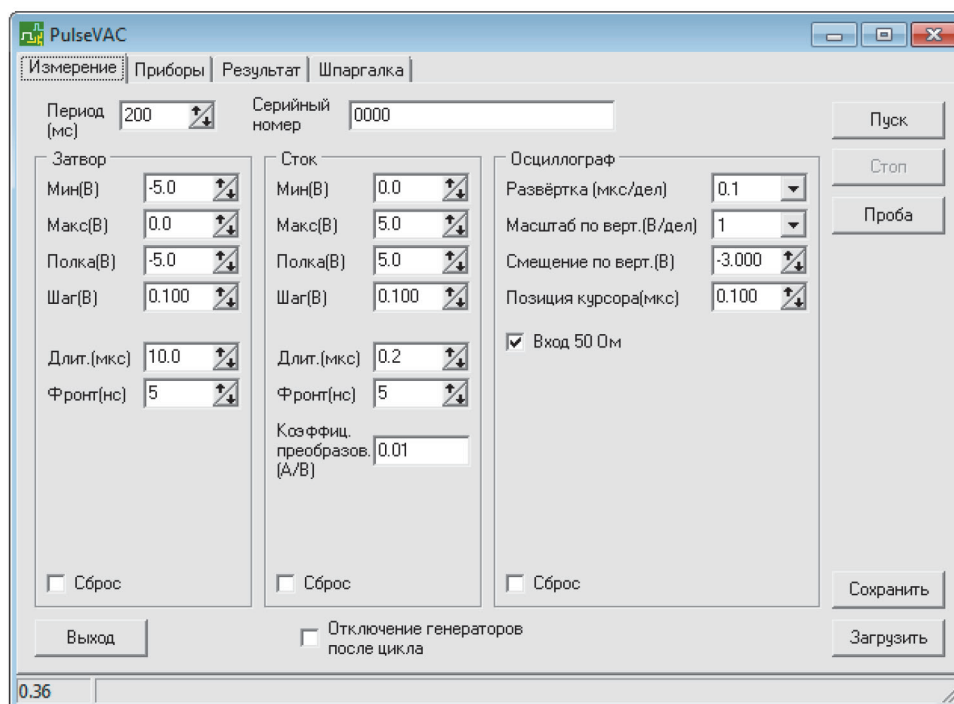 PulseVAC
Измерение Приборы Результат Шпаргалка
Период (мс) 200
Серийный номер 0000
Пуск
Стоп
Проба
Затвор
Мин(В) -5.0
Макс(В) 0.0
Полка(В) -5.0
Шаг(В) 0.100
Длит.(мкс) 10.0
Фронт(нс) 5
Сброс
Сток
Мин(В) 0.0
Макс(В) 5.0
Полка(В) 5.0
Шаг(В) 0.100
Длит.(мкс) 0.2
Фронт(нс) 5
Коэффиц.
преобразов. 0.01
(А/В)
Сброс
Осциллограф
Развёртка (мкс/дел) 0.1
Масштаб по верт.(В/дел) 1
Смещение по верт.(В) -3.000
Позиция курсора(мкс) 0.100
Вход 50 Ом
Сброс
Сохранить
Загрузить
Выход
Отключение генераторов
после цикла
0.36